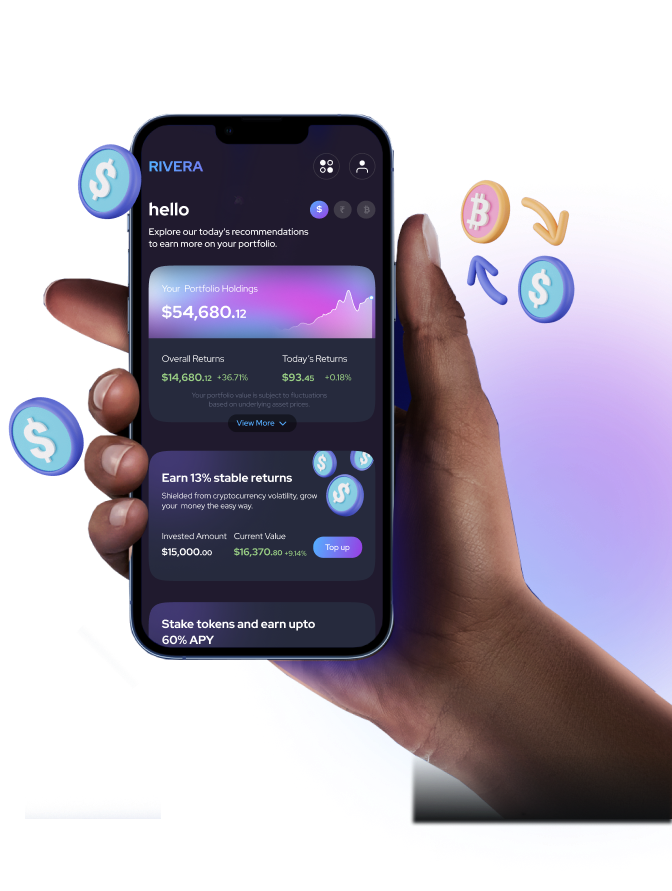 RIVERA
hello
$ ₹ ₿
Explore our today's recommendations
to earn more on your portfolio.
Your Portfolio Holdings
$54,680.12
Overall Returns
Today's Returns
$14,680.12 +36.71%
$93.45 +0.18%
Your portfolio value is subject to fluctuations
based on underlying asset prices.
View More
Earn 13% stable returns
Shielded from cryptocurrency volatility, grow
your money the easy way.
Invested Amount
Current Value
$15,000.00
$16,370.80 +9.14%
Top up
Stake tokens and earn upto
60% APY